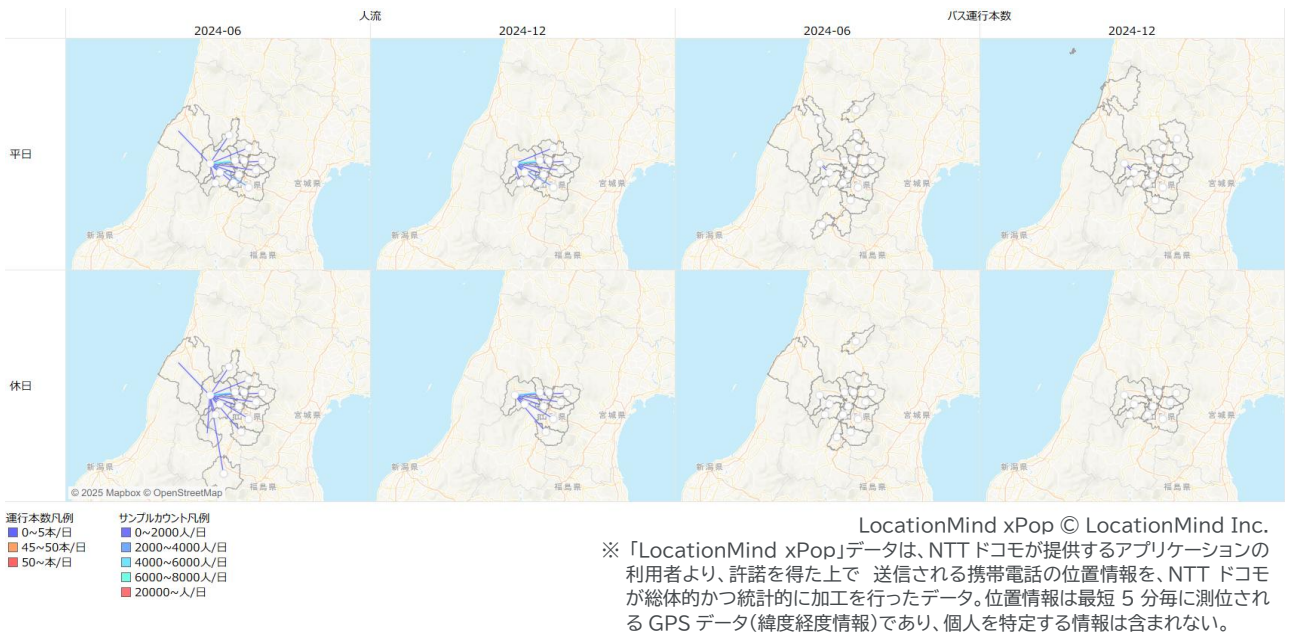 人流
バス運行本数
2024-06
2024-12
2024-06
2024-12
平日
宮城県
県
新潟県
福島県
宮城県
県
新潟県
福島県
宮城県
県
新潟県
福島県
宮城県
県
新潟県
福島県
休日
宮城県
県
新潟県
福島県
宮城県
県
新潟県
福島県
宮城県
県
新潟県
福島県
宮城県
県
新潟県
福島県
© 2025 Mapbox © OpenStreetMap
運行本数凡例
0~5本/日
45~50本/日
50~本/日
サンプルカウント凡例
0~2000人/日
2000~4000人/日
4000~6000人/日
6000~8000人/日
20000~人/日
LocationMind xPop © LocationMind Inc.
※ 「LocationMind xPop」データは、NTTドコモが提供するアプリケーションの
利用者より、許諾を得た上で 送信される携帯電話の位置情報を、NTT ドコモ
が総体的かつ統計的に加工を行ったデータ。位置情報は最短 5 分毎に測位され
る GPS データ(緯度経度情報)であり、個人を特定する情報は含まれない。